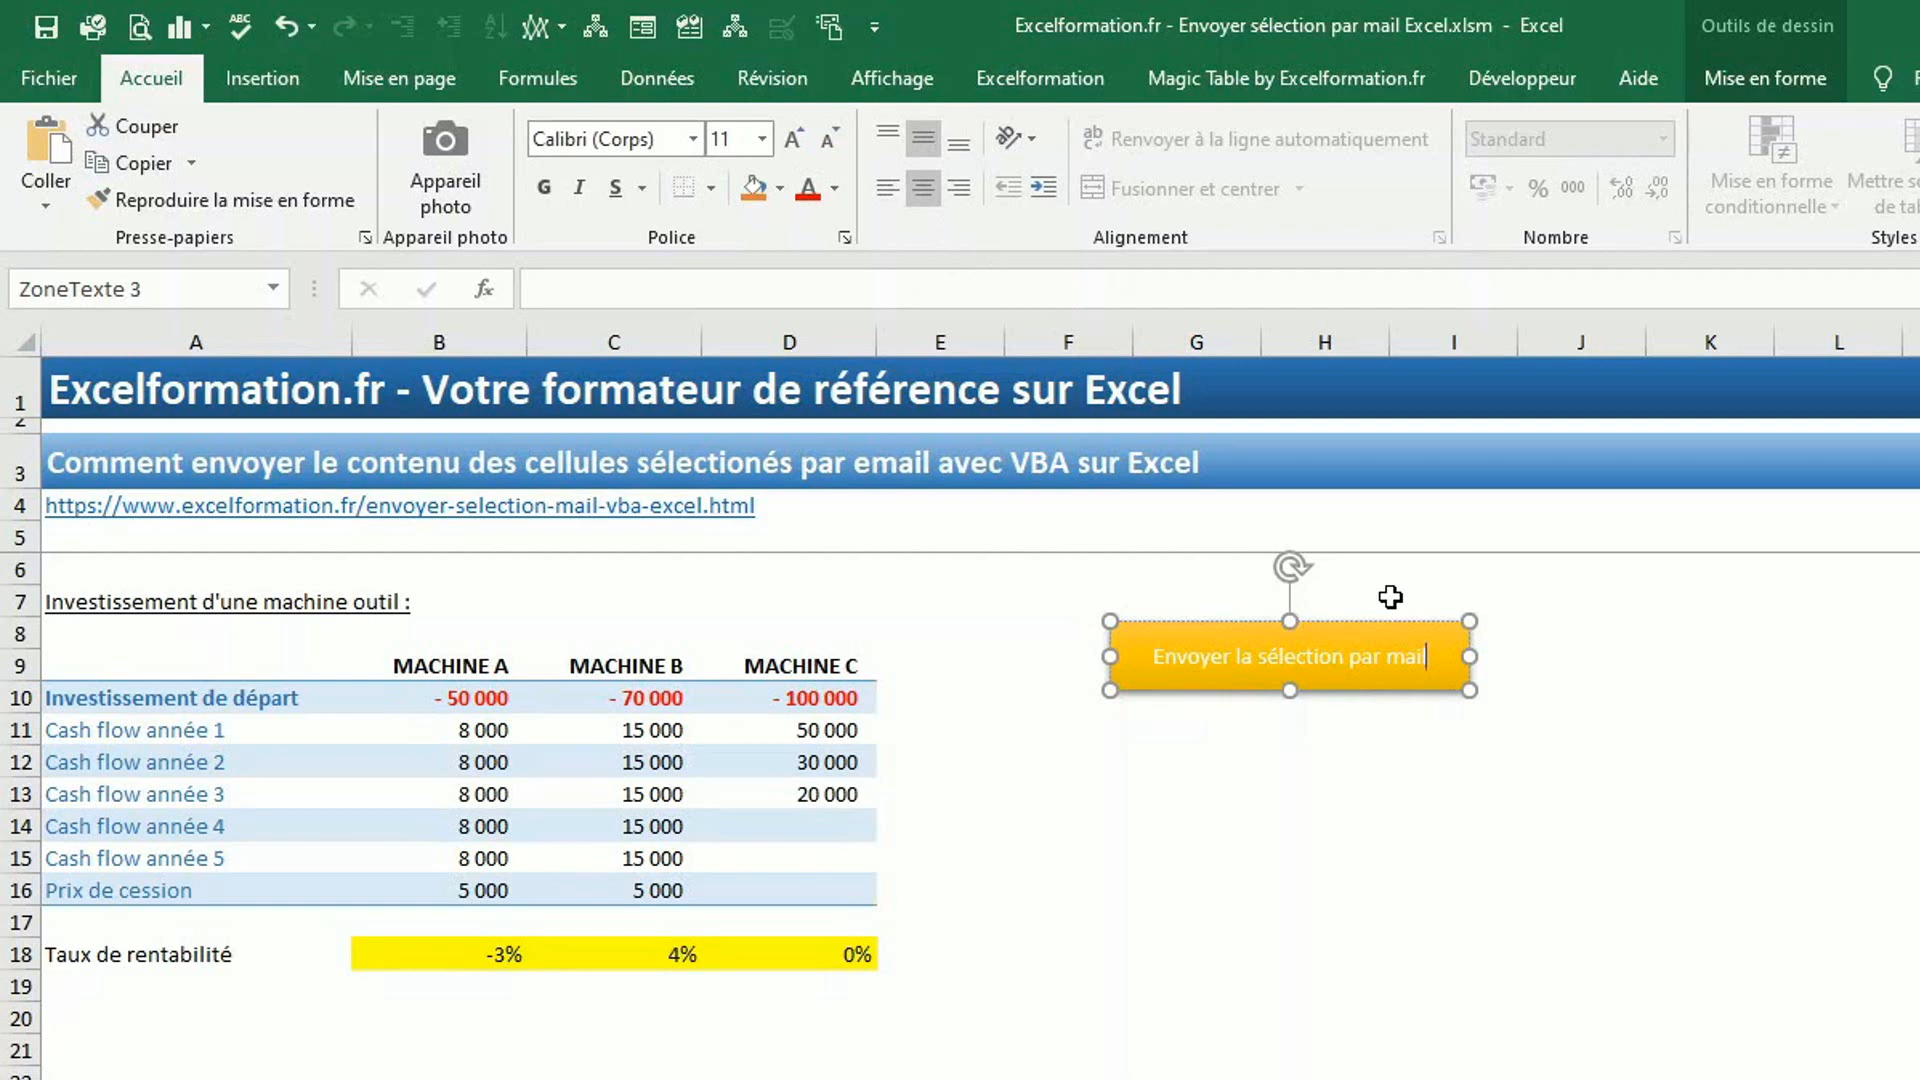 Excelformation.fr - Envoyer sélection par mail Excel.xlsm - Excel
Outils de dessin
Fichier Accueil Insertion Mise en page Formules Données Révision Affichage Excelformation Magic Table by Excelformation.fr Développeur Aide Mise en forme
Couper
Copier
Reproduire la mise en forme
Coller
Presse-papiers
Appareil
photo
Appareil photo
Calibri (Corps) 11
G I S
Police
Renvoyer à la ligne automatiquement
Fusionner et centrer
Alignement
Standard
% 000
Nombre
Mise en forme
conditionnelle
Mettre
Styles
ZoneTexte 3
fx
A B C D E F G H I J K L
1 Excelformation.fr - Votre formateur de référence sur Excel
2
3 Comment envoyer le contenu des cellules sélectionés par email avec VBA sur Excel
4 https://www.excelformation.fr/envoyer-selection-mail-vba-excel.html
5
6
7 Investissement d'une machine outil :
8
Envoyer la sélection par mail
9 MACHINE A MACHINE B MACHINE C
10 Investissement de départ - 50 000 - 70 000 - 100 000
11 Cash flow année 1 8 000 15 000 50 000
12 Cash flow année 2 8 000 15 000 30 000
13 Cash flow année 3 8 000 15 000 20 000
14 Cash flow année 4 8 000 15 000
15 Cash flow année 5 8 000 15 000
16 Prix de cession 5 000 5 000
17
18 Taux de rentabilité -3% 4% 0%
19
20
21